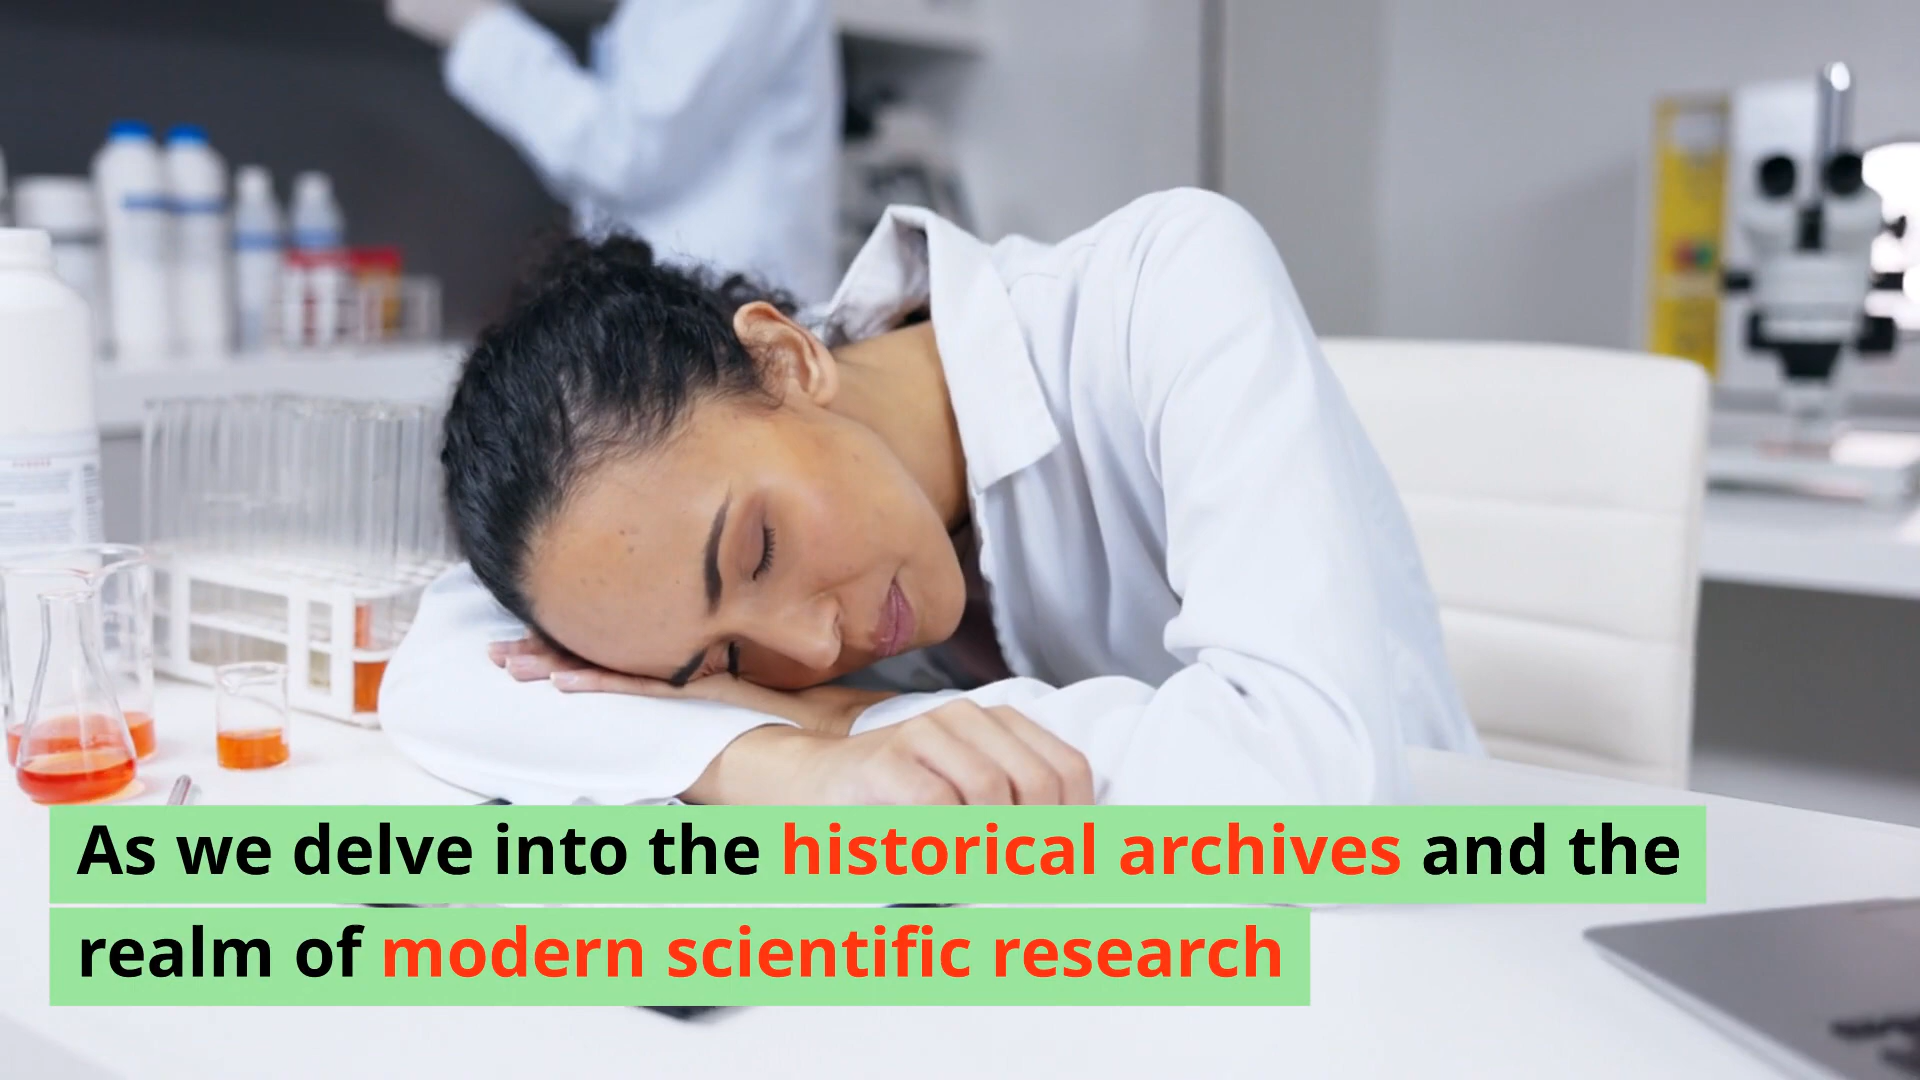 As we delve into the historical archives and the
realm of modern scientific research